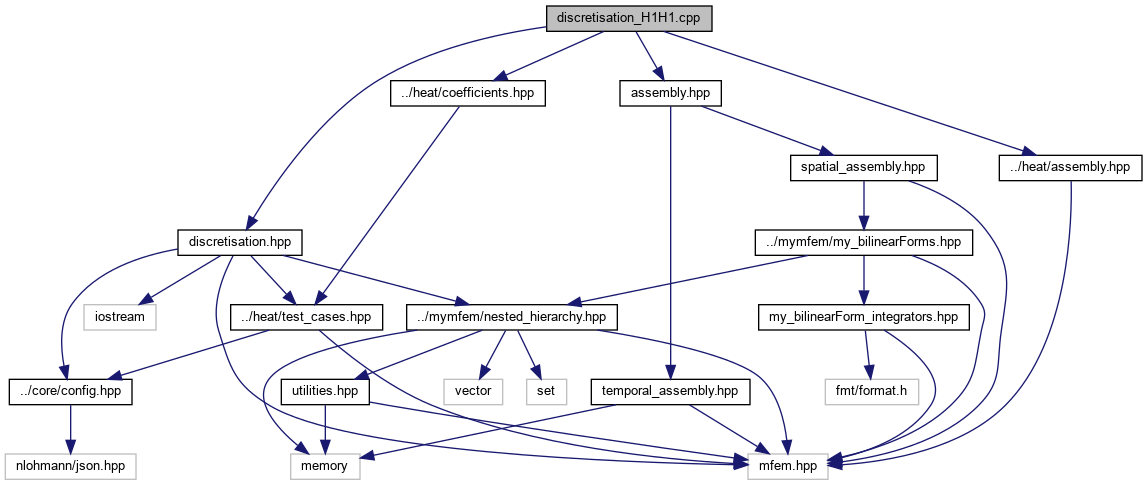 discretisation_H1H1.cpp
../heat/coefficients.hpp
assembly.hpp
spatial_assembly.hpp
../heat/assembly.hpp
discretisation.hpp
../mymfem/my_bilinearForms.hpp
iostream
../heat/test_cases.hpp
../mymfem/nested_hierarchy.hpp
my_bilinearForm_integrators.hpp
../core/config.hpp
utilities.hpp
vector
set
temporal_assembly.hpp
fmt/format.h
nlohmann/json.hpp
memory
mfem.hpp